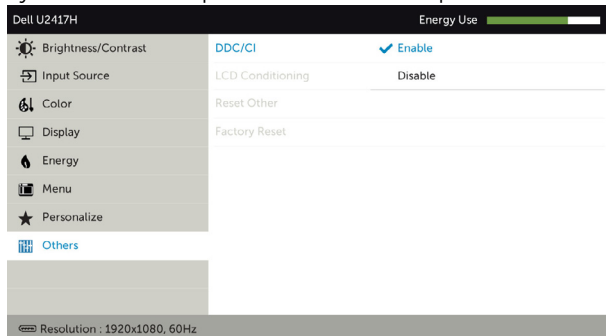 Dell U2417H Energy Use
Brightness/Contrast DDC/CI Enable
Input Source LCD Conditioning Disable
Color Reset Other
Display Factory Reset
Energy
Menu
Personalize
Others
Resolution : 1920x1080, 60Hz